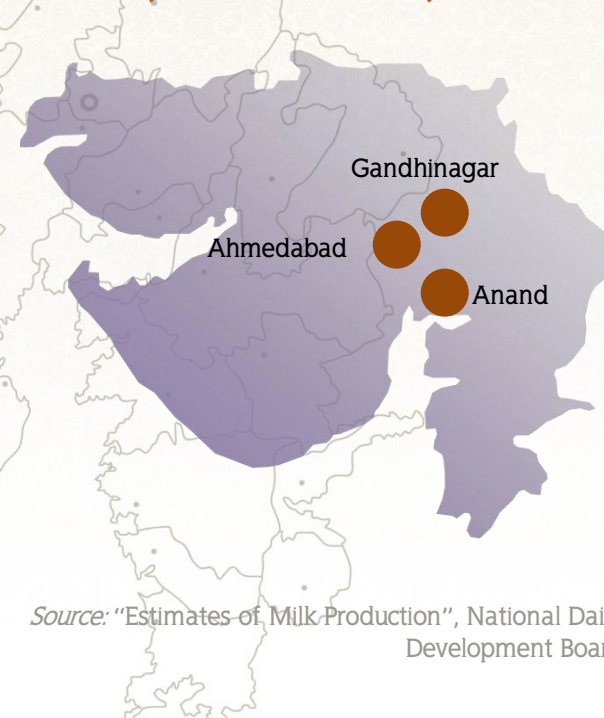 Gandhinagar
Ahmedabad
Anand
Source: “Estimates of Milk Production”, National Dai
Development Boar